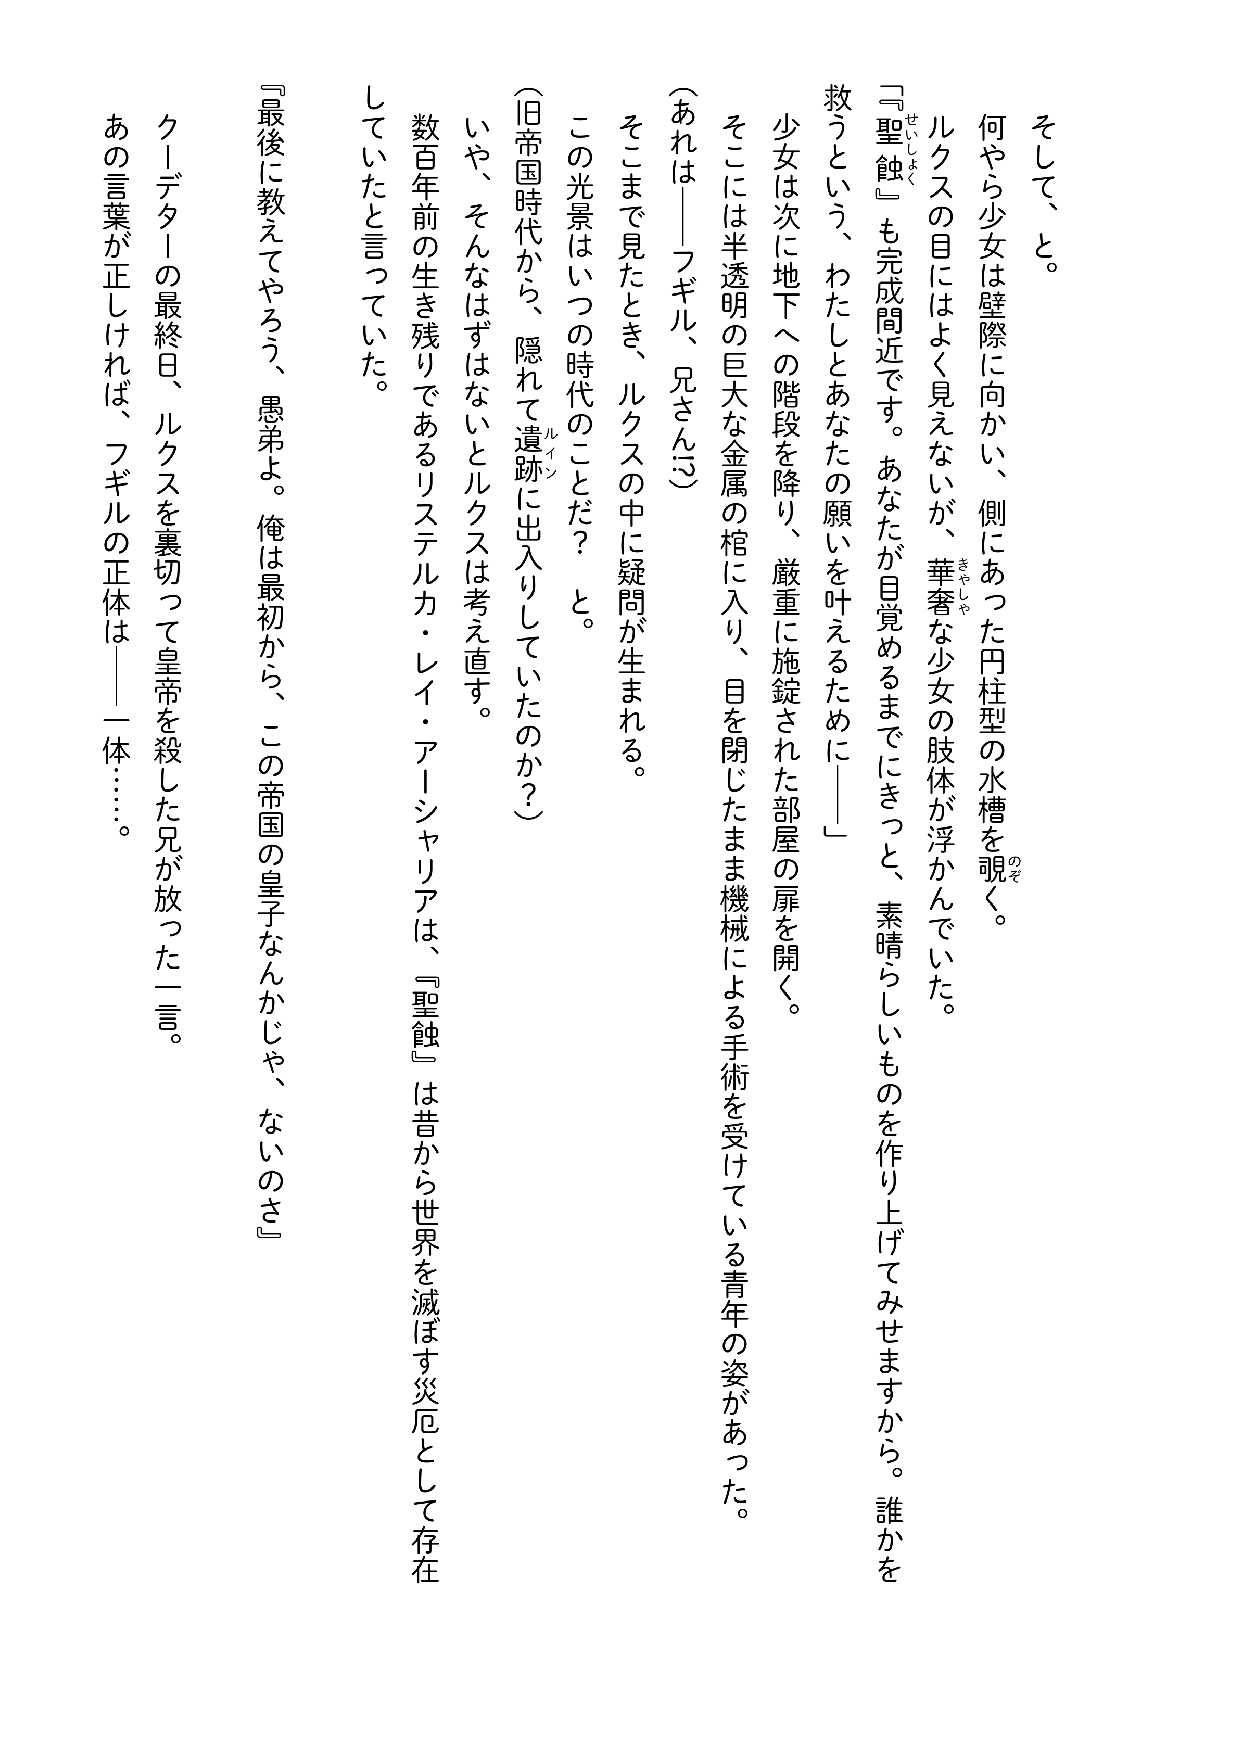 そして、と。
　何やら少女は壁際に向かい、側にあった円柱型の水槽を覗く。
　ルクスの目にはよく見えないが、華奢な少女の肢体が浮かんでいた。
「『聖蝕』も完成間近です。あなたが目覚めるまでにきっと、素晴らしいものを作り上げてみせますから。誰かを
救うという、わたしとあなたの願いを叶えるために――」
　少女は次に地下への階段を降り、厳重に施錠された部屋の扉を開く。
　そこには半透明の巨大な金属の棺に入り、目を閉じたまま機械による手術を受けている青年の姿があった。
（あれは――フギル、兄さん!?）
　そこまで見たとき、ルクスの中に疑問が生まれる。
　この光景はいつの時代のことだ？　と。
（旧帝国時代から、隠れて遺跡に出入りしていたのか？）
　いや、そんなはずはないとルクスは考え直す。
　数百年前の生き残りであるリステルカ・レイ・アーシャリアは、『聖蝕』は昔から世界を滅ぼす災厄として存在
していたと言っていた。
『最後に教えてやろう、愚弟よ。俺は最初から、この帝国の皇子なんかじゃ、ないのさ』
　クーデターの最終日、ルクスを裏切って皇帝を殺した兄が放った一言。
　あの言葉が正しければ、フギルの正体は――一体……。